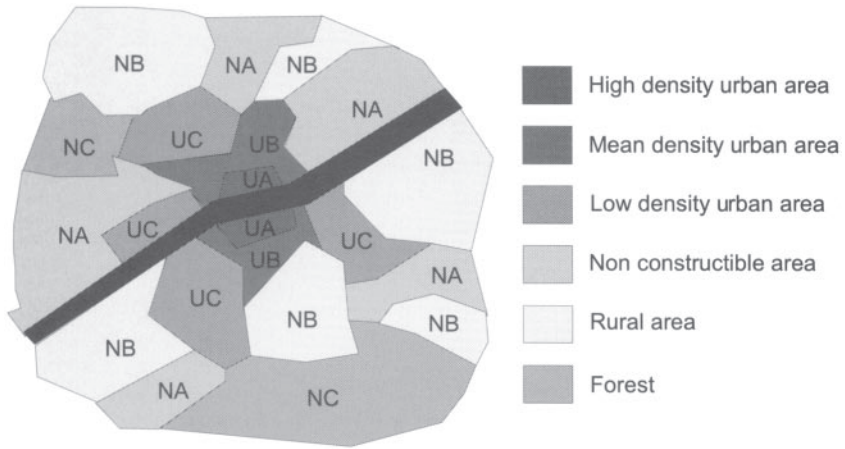 NB
NA
NB
NA
NC
UC
UB
NB
UA
NA
UC
UA
UC
UB
NA
UC
NB
NB
NB
NA
NC
High density urban area
Mean density urban area
Low density urban area
Non constructible area
Rural area
Forest